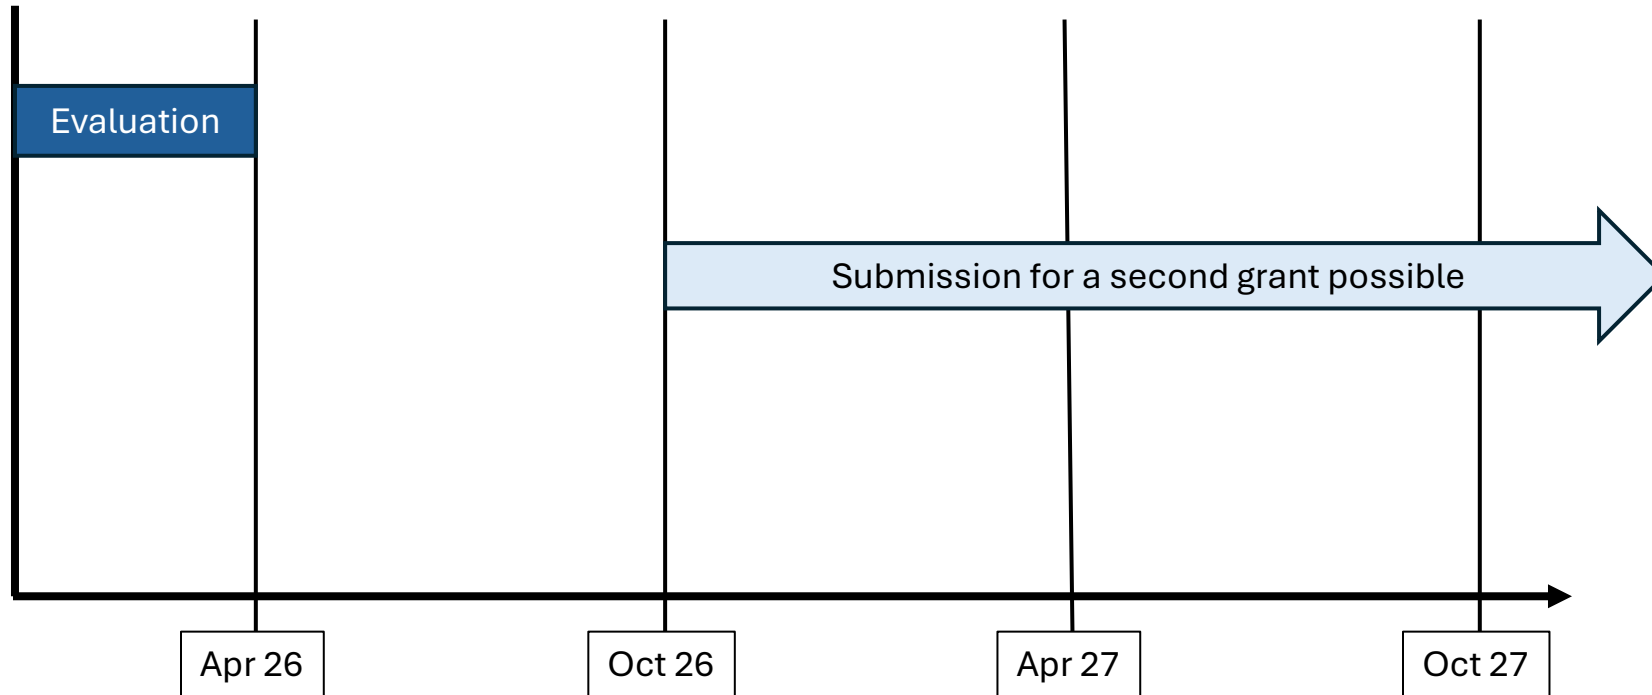 Evaluation
Submission for a second grant possible
Apr 26
Oct 26
Apr 27
Oct 27